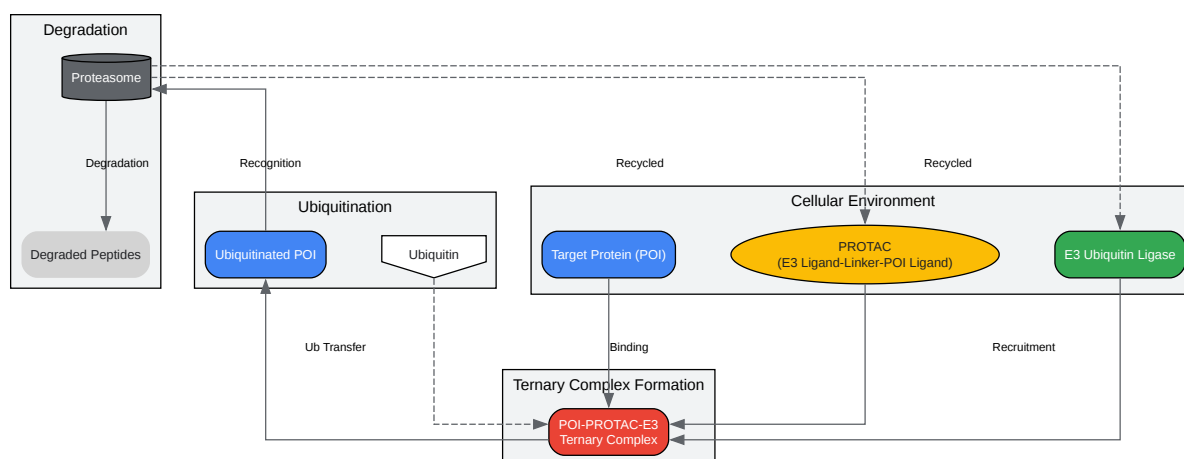 Degradation
Proteasome
Degradation
Recognition
Recycled
Recycled
Degraded Peptides
Ubiquitination
Ubiquitinated POI
Ubiquitin
Cellular Environment
Target Protein (POI)
PROTAC
(E3 Ligand-Linker-POI Ligand)
E3 Ubiquitin Ligase
Ub Transfer
Binding
Recruitment
Ternary Complex Formation
POI-PROTAC-E3
Ternary Complex